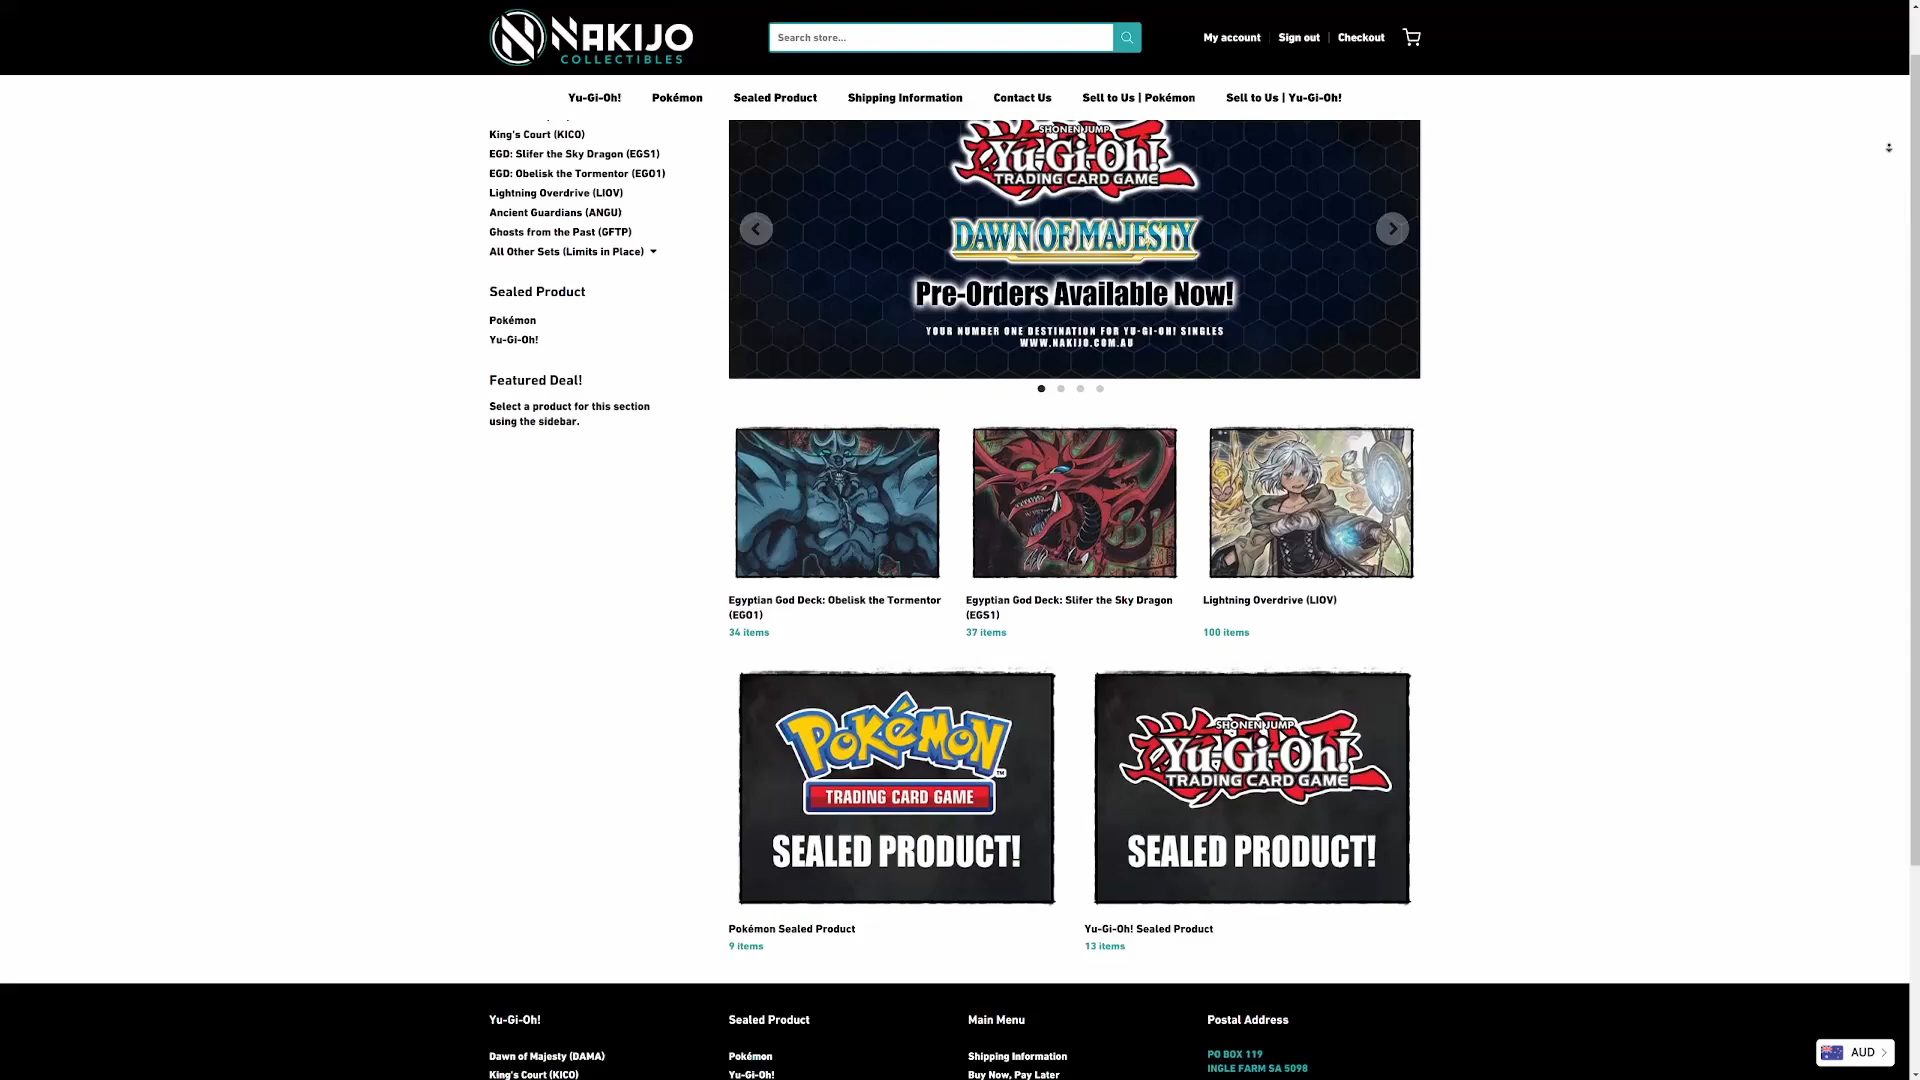 NAKIJO
COLLECTIBLES
Search store...
My account
Sign out
Checkout
Yu-Gi-Oh!
Pokémon
Sealed Product
Shipping Information
Contact Us
Sell to Us | Pokémon
Sell to Us | Yu-Gi-Oh!
King's Court (KICO)
EGD: Slifer the Sky Dragon (EGS1)
EGD: Obelisk the Tormentor (EGO1)
Lightning Overdrive (LIOV)
Ancient Guardians (ANGU)
Ghosts from the Past (GFTP)
All Other Sets (Limits in Place)
Sealed Product
Pokémon
Yu-Gi-Oh!
Featured Deal!
Select a product for this section
using the sidebar.
SHONEN JUMP
Yu-Gi-Oh!
TRADING CARD GAME
DAWN OF MAJESTY
Pre-Orders Available Now!
YOUR NUMBER ONE DESTINATION FOR YU-GI-OH! SINGLES
WWW.NAKIJO.COM.AU
Egyptian God Deck: Obelisk the Tormentor
(EGO1)
34 items
Egyptian God Deck: Slifer the Sky Dragon
(EGS1)
37 items
Lightning Overdrive (LIOV)
100 items
POKéMON
TM
TRADING CARD GAME
SEALED PRODUCT!
Pokémon Sealed Product
9 items
SHONEN JUMP
Yu-Gi-Oh!
TRADING CARD GAME
SEALED PRODUCT!
Yu-Gi-Oh! Sealed Product
13 items
Yu-Gi-Oh!
Dawn of Majesty (DAMA)
King's Court (KICO)
Sealed Product
Pokémon
Yu-Gi-Oh!
Main Menu
Shipping Information
Buy Now, Pay Later
Postal Address
PO BOX 119
INGLE FARM SA 5098
AUD